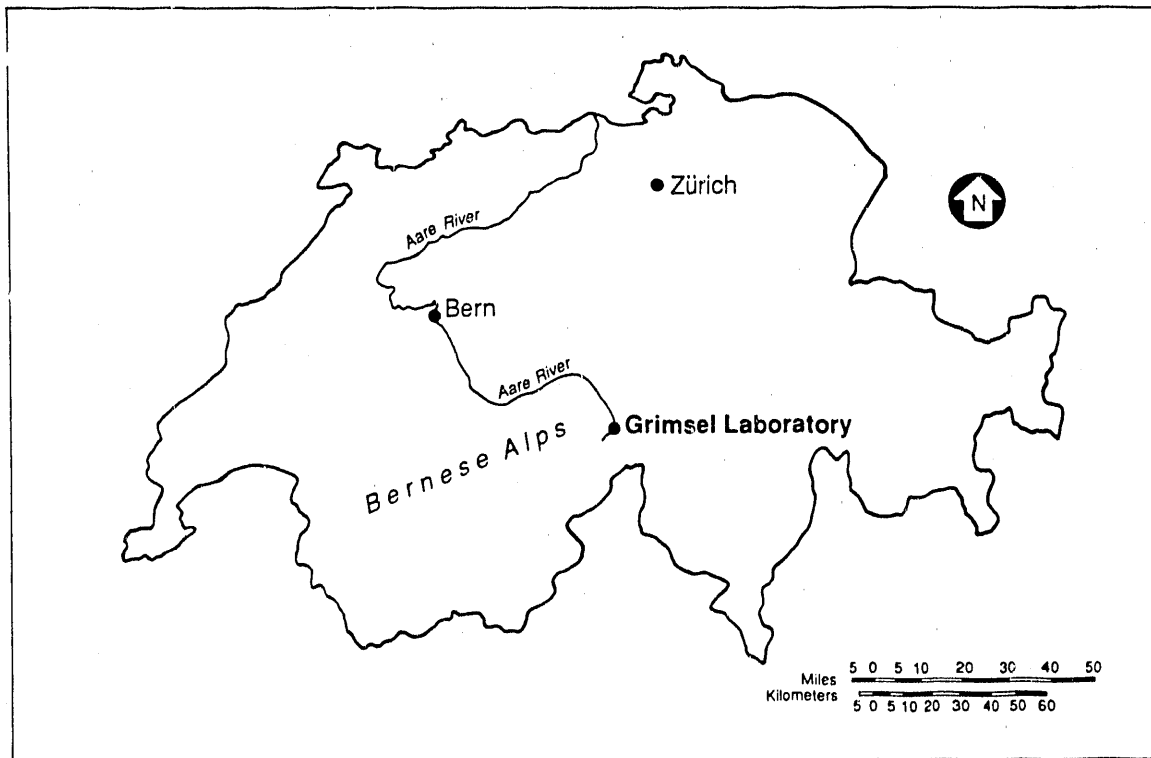 Zürich
N
Aare River
Bern
Aare River
Grimsel Laboratory
Bernese Alps
5 0 5 10 20 30 40 50
Miles
Kilometers
5 0 5 10 20 30 40 50 60